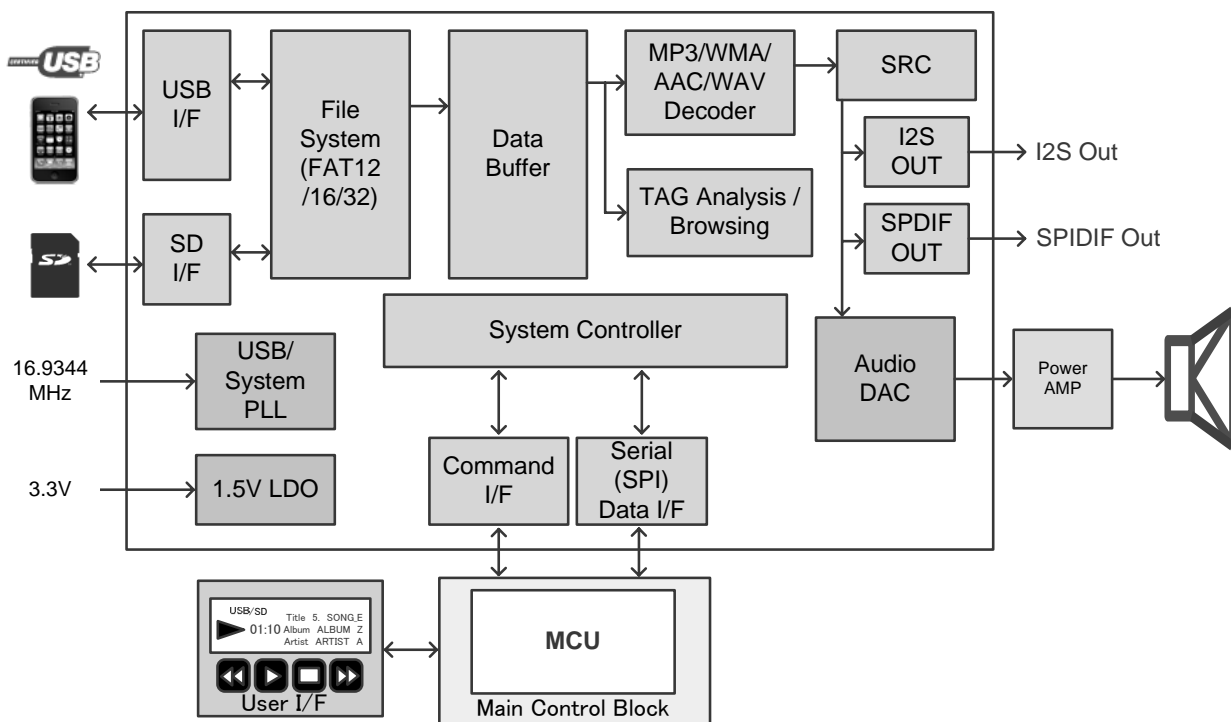 CERTIFIED
USB
USB
I/F
File
System
(FAT12
/16/32)
Data
Buffer
MP3/WMA/
AAC/WAV
Decoder
SRC
I2S
OUT
I2S Out
TAG Analysis /
Browsing
SPDIF
OUT
SPIDIF Out
SD
SD
I/F
System Controller
16.9344
MHz
USB/
System
PLL
Audio
DAC
Power
AMP
3.3V
1.5V LDO
Command
I/F
Serial
(SPI)
Data I/F
USB/SD
01:10
Title 5. SONG_E
Album ALBUM Z
Artist ARTIST A
User I/F
MCU
Main Control Block